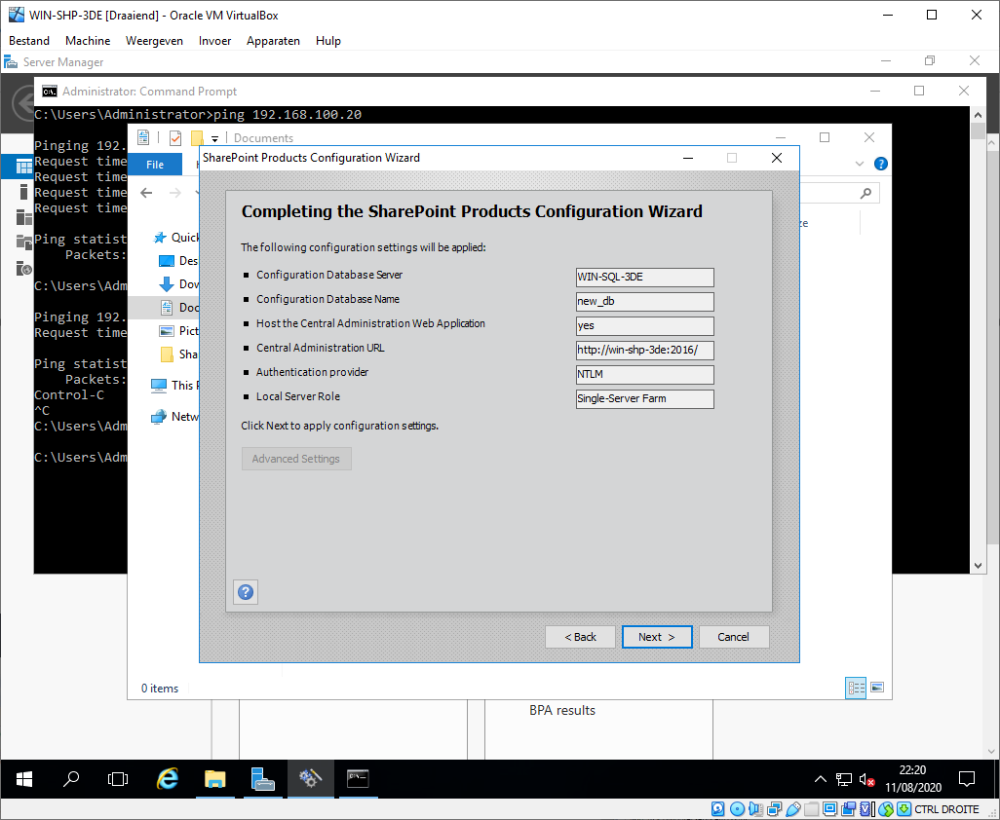 WIN-SHP-3DE [Draaiend] - Oracle VM VirtualBox
Bestand Machine Weergeven Invoer Apparaten Hulp
Server Manager
Administrator: Command Prompt
C:\Users\Administrator>ping 192.168.100.20
Pinging 192.
Request time
Request time
Request time
Request time
Ping statist
Packets:
C:\Users\Adm
Pinging 192.
Request time
Ping statist
Packets:
Control-C
^C
C:\Users\Adm
C:\Users\Adm
Documents
File
Quick
Des
Dow
Doc
Pict
Sha
This P
Netw
ze
0 items
SharePoint Products Configuration Wizard
Completing the SharePoint Products Configuration Wizard
The following configuration settings will be applied:
Configuration Database Server WIN-SQL-3DE
Configuration Database Name new_db
Host the Central Administration Web Application yes
Central Administration URL http://win-shp-3de:2016/
Authentication provider NTLM
Local Server Role Single-Server Farm
Click Next to apply configuration settings.
Advanced Settings
< Back Next > Cancel
BPA results
22:20
11/08/2020
CTRL DROITE